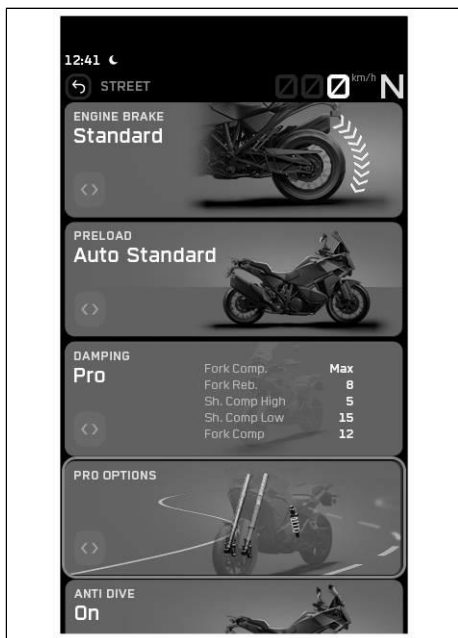 12:41
STREET
000 km/h N
ENGINE BRAKE
Standard
PRELOAD
Auto Standard
DAMPING
Pro
Fork Comp. Max
Fork Reb. 8
Sh. Comp High 5
Sh. Comp Low 15
Fork Comp 12
PRO OPTIONS
ANTI DIVE
On